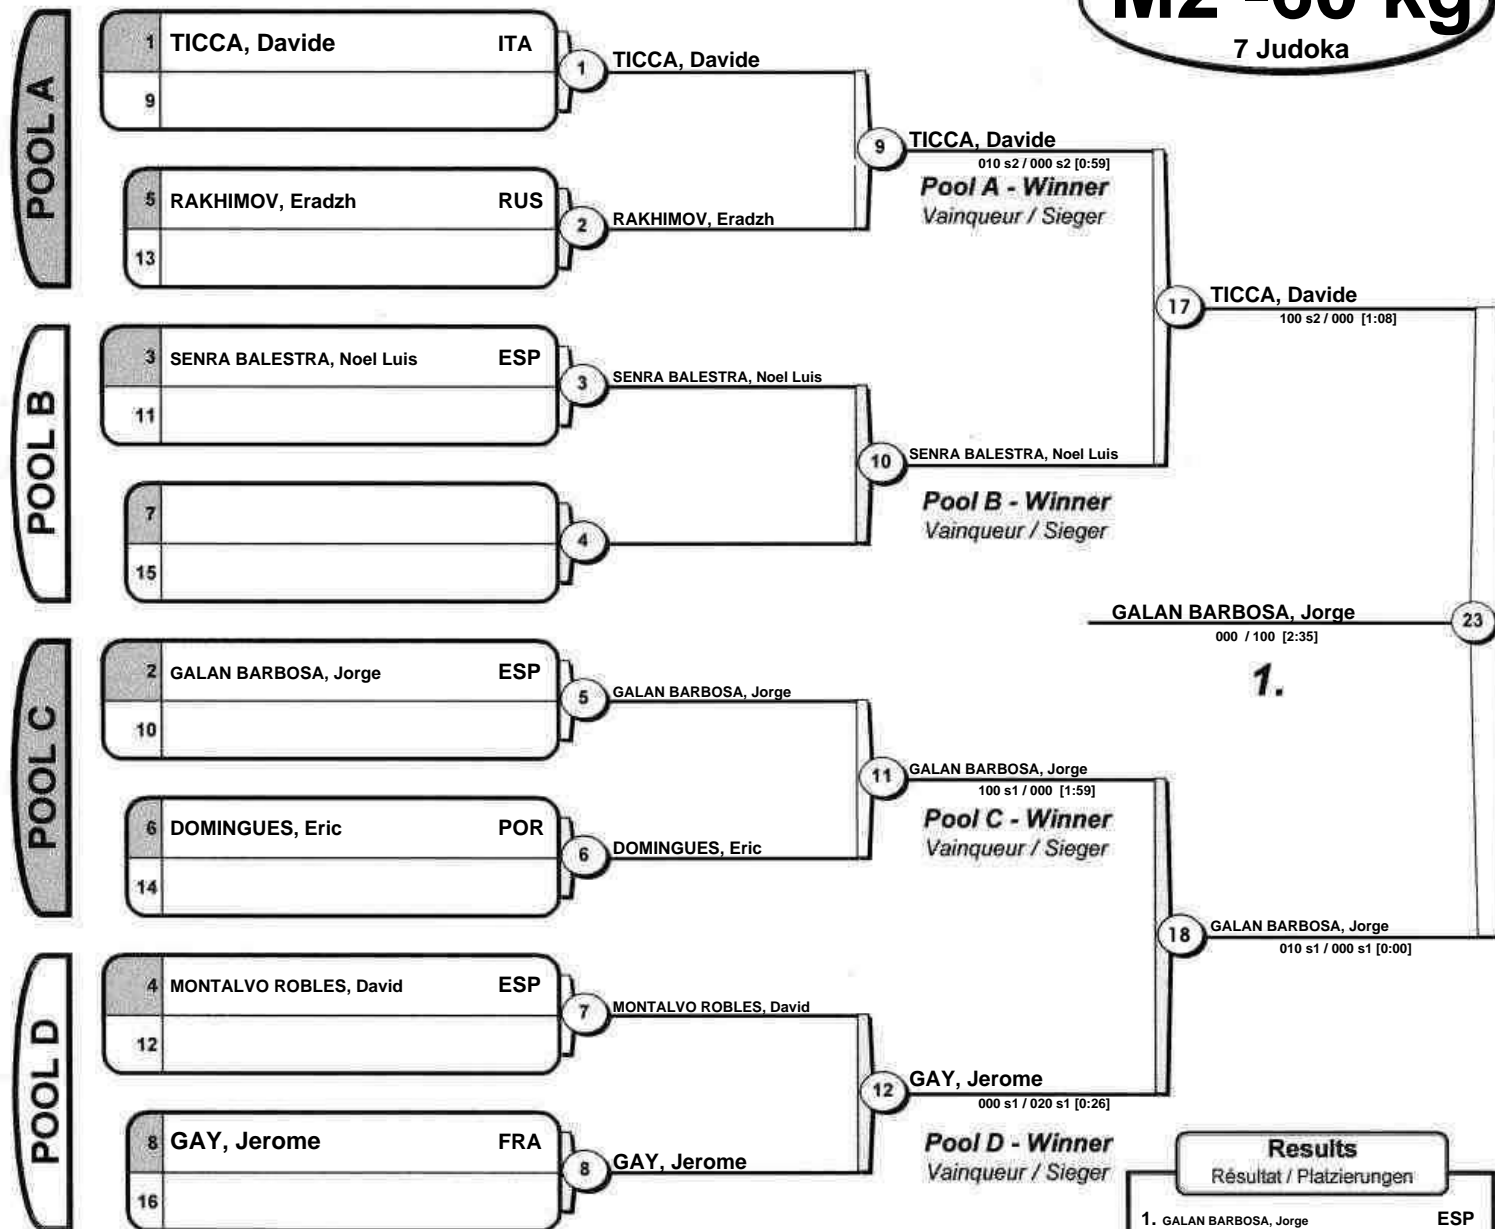 M2 -60 kg
7 Judoka
POOL A
1 TICCA, Davide ITA
9
1 TICCA, Davide
5 RAKHIMOV, Eradzh RUS
13
2 RAKHIMOV, Eradzh
9 TICCA, Davide
010 s2 / 000 s2 [0:59]
Pool A - Winner
Vainqueur / Sieger
POOL B
3 SENRA BALESTRA, Noel Luis ESP
11
3 SENRA BALESTRA, Noel Luis
7
15
4
10 SENRA BALESTRA, Noel Luis
Pool B - Winner
Vainqueur / Sieger
17 TICCA, Davide
100 s2 / 000 [1:08]
GALAN BARBOSA, Jorge 23
000 / 100 [2:35]
1.
POOL C
2 GALAN BARBOSA, Jorge ESP
10
5 GALAN BARBOSA, Jorge
6 DOMINGUES, Eric POR
14
6 DOMINGUES, Eric
11 GALAN BARBOSA, Jorge
100 s1 / 000 [1:59]
Pool C - Winner
Vainqueur / Sieger
18 GALAN BARBOSA, Jorge
010 s1 / 000 s1 [0:00]
POOL D
4 MONTALVO ROBLES, David ESP
12
7 MONTALVO ROBLES, David
8 GAY, Jerome FRA
16
8 GAY, Jerome
12 GAY, Jerome
000 s1 / 020 s1 [0:26]
Pool D - Winner
Vainqueur / Sieger
Results
Résultat / Platzierungen
1. GALAN BARBOSA, Jorge ESP